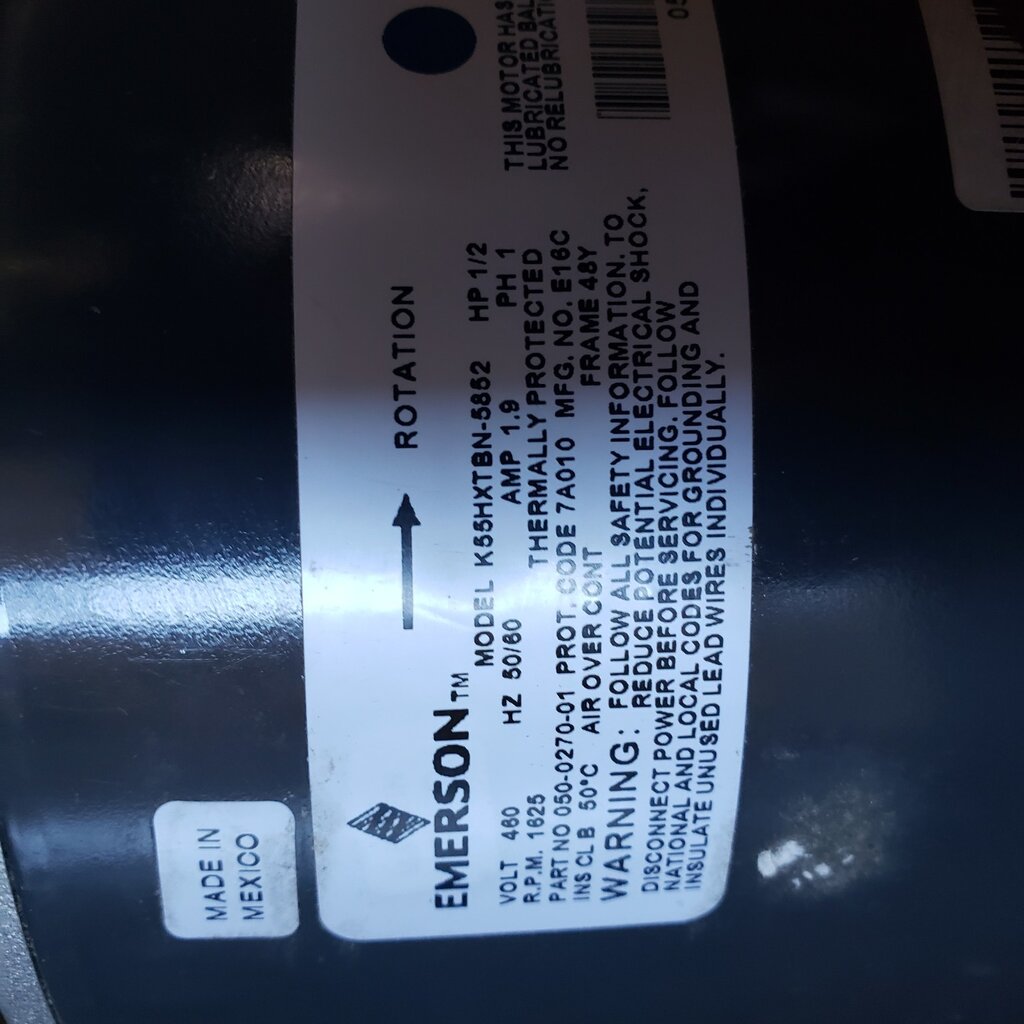 MADE IN
MEXICO
ROTATION
EMERSON™
MODEL K55HXTBN-5852 HP 1/2
VOLT 460 HZ 50/60 AMP 1.9 PH 1
R.P.M. 1625 THERMALLY PROTECTED
PART NO 050-0270-01 PROT. CODE 7A010 MFG. NO. E16C
INS CL B 50°C AIR OVER CONT FRAME 48Y
WARNING: FOLLOW ALL SAFETY INFORMATION. TO
REDUCE POTENTIAL ELECTRICAL SHOCK,
DISCONNECT POWER BEFORE SERVICING. FOLLOW
NATIONAL AND LOCAL CODES FOR GROUNDING AND
INSULATE UNUSED LEAD WIRES INDIVIDUALLY.
THIS MOTOR HAS
LUBRICATED
NO